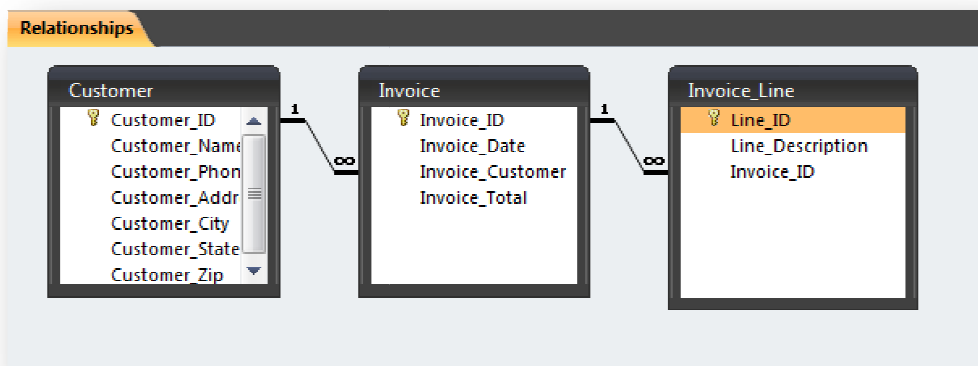 Relationships
Customer
Customer_ID
Customer_Name
Customer_Phon
Customer_Addr
Customer_City
Customer_State
Customer_Zip
1
∞
Invoice
Invoice_ID
Invoice_Date
Invoice_Customer
Invoice_Total
1
∞
Invoice_Line
Line_ID
Line_Description
Invoice_ID